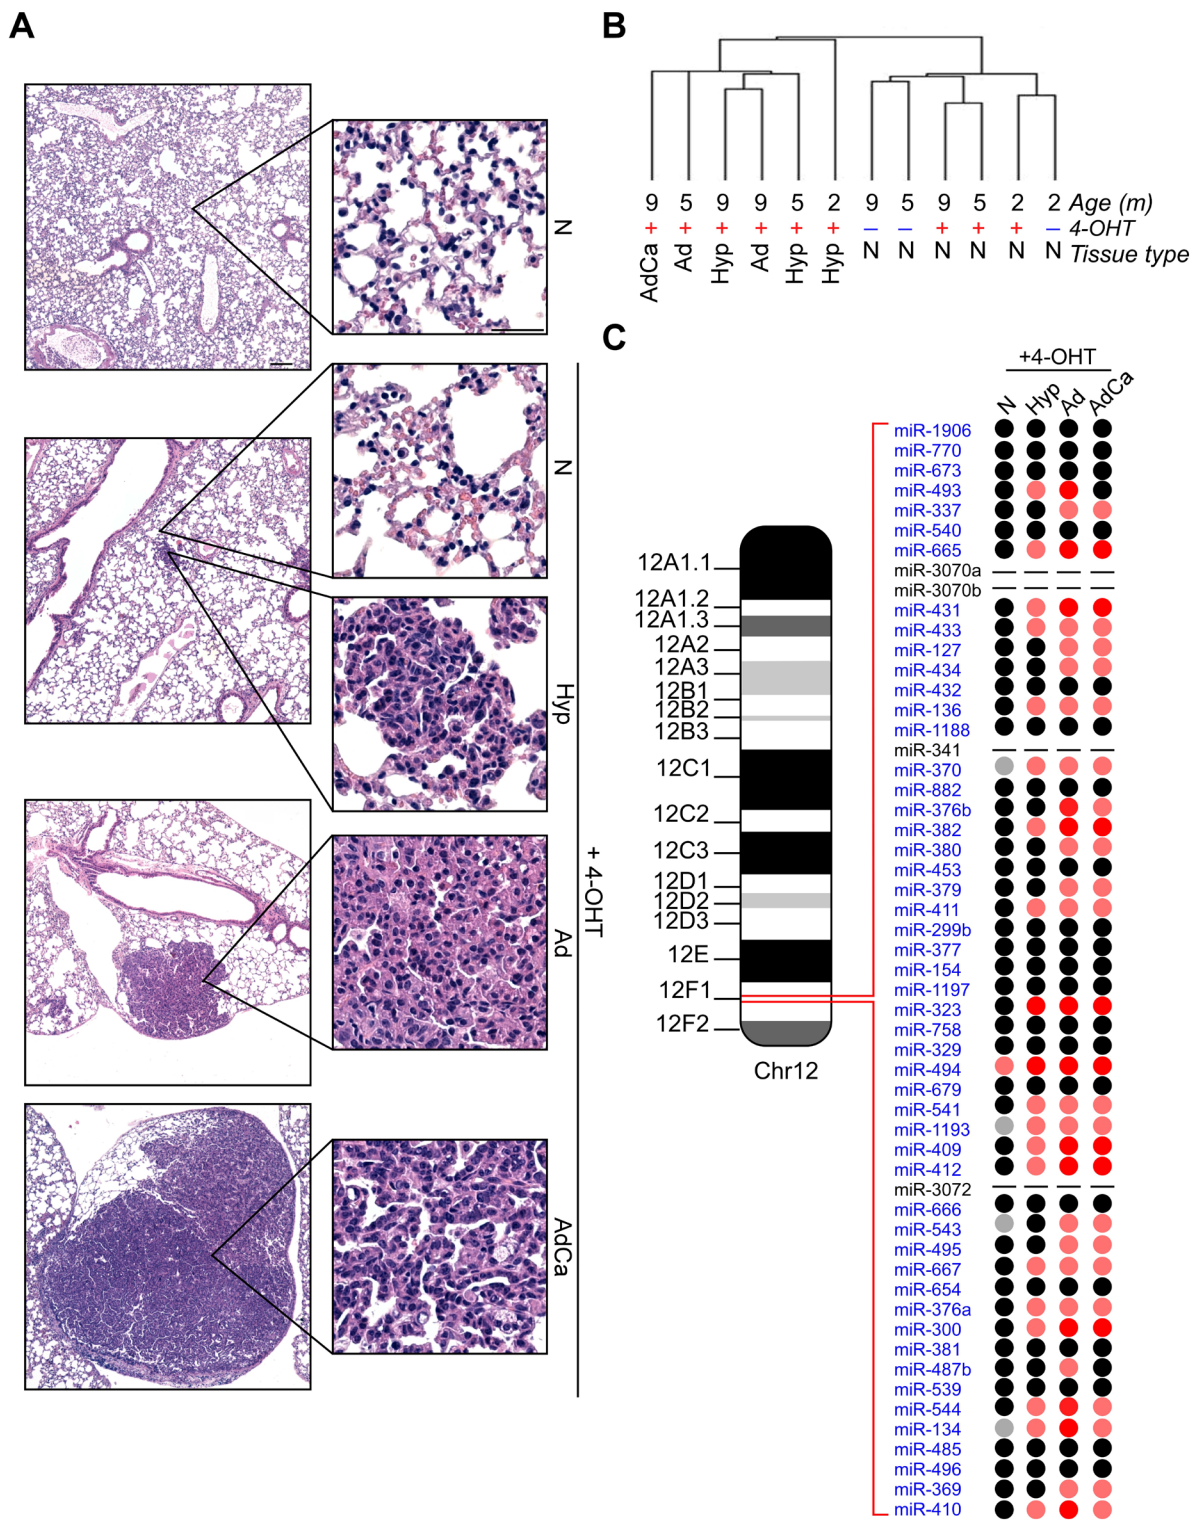 A
N
N
Hyp
Ad
AdCa
+ 4-OHT
B
9 5 9 9 5 2 9 5 9 5 2 2 Age (m)
+ + + + + + – – + + + – 4-OHT
AdCa Ad Hyp Ad Hyp Hyp N N N N N N Tissue type
C
12A1.1
12A1.2
12A1.3
12A2
12A3
12B1
12B2
12B3
12C1
12C2
12C3
12D1
12D2
12D3
12E
12F1
12F2
Chr12
+4-OHT
N Hyp Ad AdCa
miR-1906
miR-770
miR-673
miR-493
miR-337
miR-540
miR-665
miR-3070a
miR-3070b
miR-431
miR-433
miR-127
miR-434
miR-432
miR-136
miR-1188
miR-341
miR-370
miR-882
miR-376b
miR-382
miR-380
miR-453
miR-379
miR-411
miR-299b
miR-377
miR-154
miR-1197
miR-323
miR-758
miR-329
miR-494
miR-679
miR-541
miR-1193
miR-409
miR-412
miR-3072
miR-666
miR-543
miR-495
miR-667
miR-654
miR-376a
miR-300
miR-381
miR-487b
miR-539
miR-544
miR-134
miR-485
miR-496
miR-369
miR-410